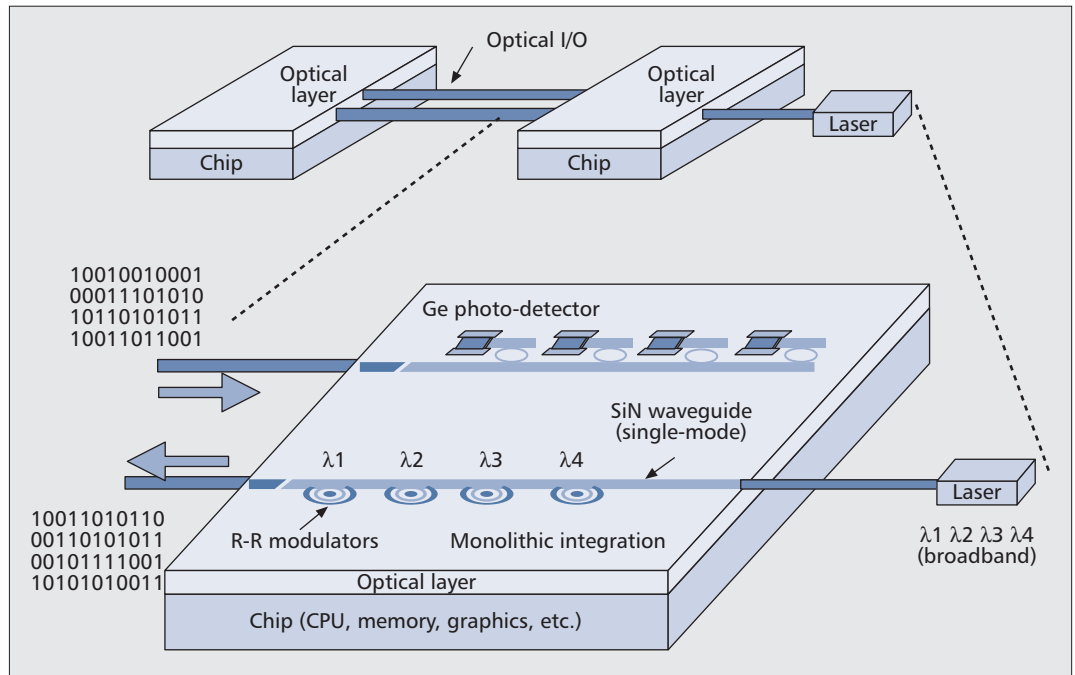 Optical I/O
Optical
layer
Optical
layer
Laser
Chip
Chip
10010010001
00011101010
10110101011
10011011001
Ge photo-detector
SiN waveguide
(single-mode)
λ1 λ2 λ3 λ4
Laser
λ1 λ2 λ3 λ4
(broadband)
10011010110
00110101011
00101111001
10101010011
R-R modulators
Monolithic integration
Optical layer
Chip (CPU, memory, graphics, etc.)